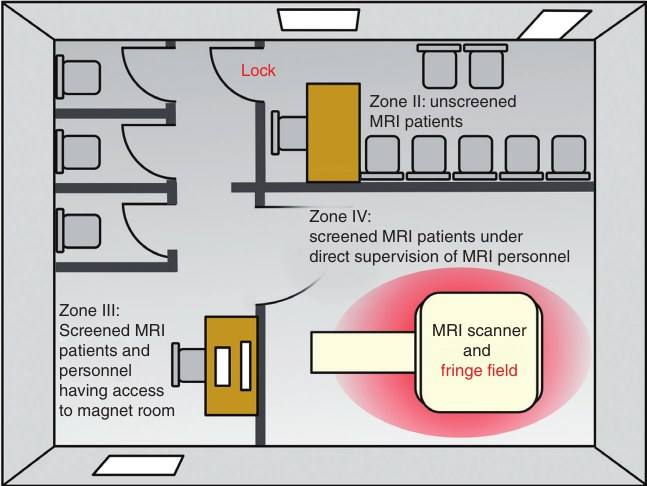 Lock
Zone II: unscreened
MRI patients
Zone IV:
screened MRI patients under
direct supervision of MRI personnel
Zone III:
Screened MRI
patients and
personnel
having access
to magnet room
MRI scanner
and
fringe field